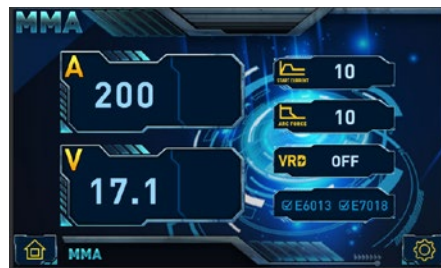 MMA
A
200
START CURRENT 10
ARC FORCE 10
V
17.1
VRD OFF
E6013 E7018
MMA